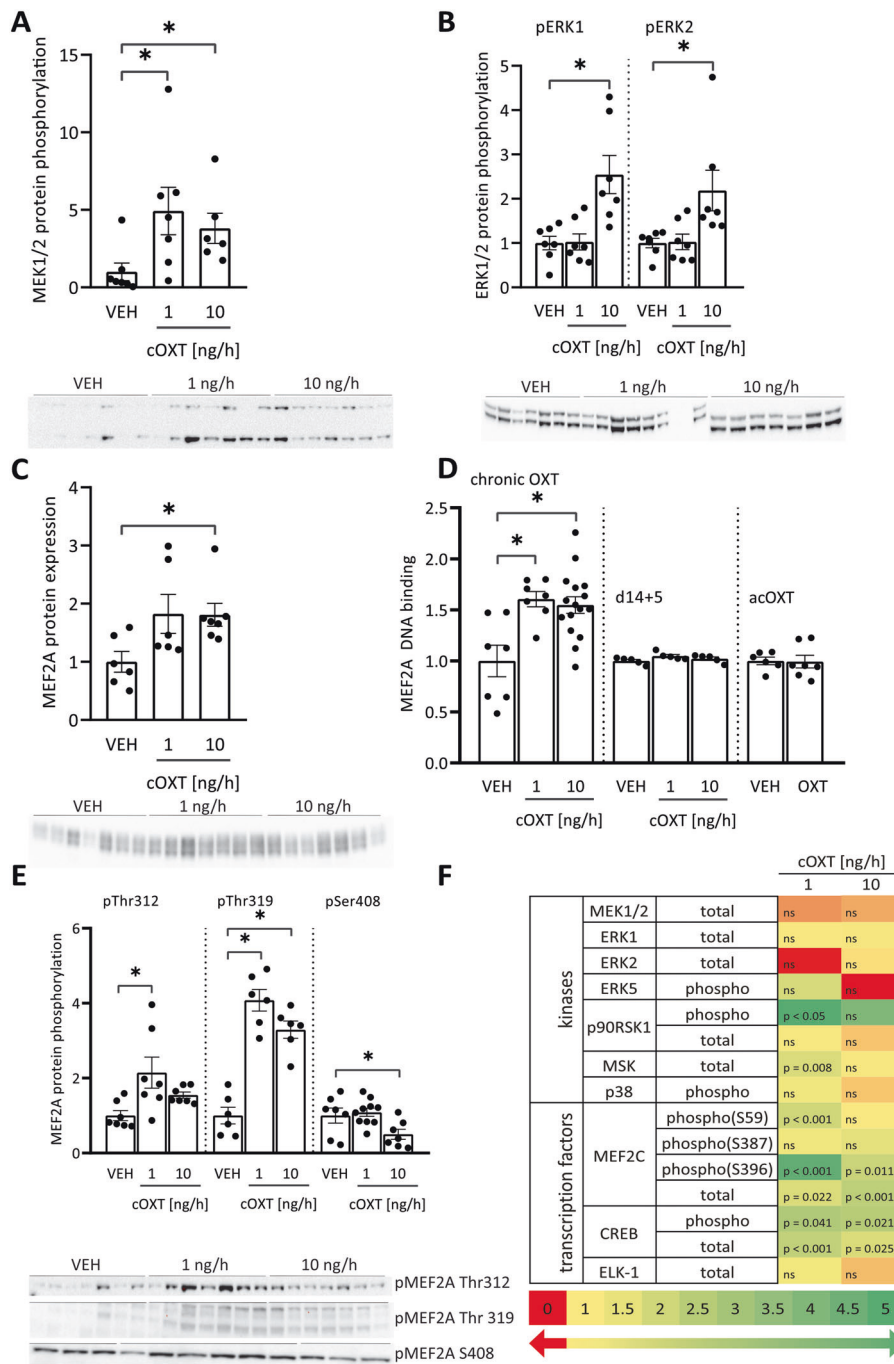 A
*
*
15
10
5
0
MEK1/2 protein phosphorylation
VEH 1 10
cOXT [ng/h]
VEH 1 ng/h 10 ng/h
B
pERK1 pERK2
* *
5
4
3
2
1
0
ERK1/2 protein phosphorylation
VEH 1 10 VEH 1 10
cOXT [ng/h] cOXT [ng/h]
VEH 1 ng/h 10 ng/h
C
*
4
3
2
1
0
MEF2A protein expression
VEH 1 10
cOXT [ng/h]
VEH 1 ng/h 10 ng/h
D
chronic OXT
*
*
d14+5 acOXT
2.5
2.0
1.5
1.0
0.5
0.0
MEF2A DNA binding
VEH 1 10 VEH 1 10 VEH OXT
cOXT [ng/h] cOXT [ng/h]
E
pThr312 pThr319 pSer408
* * * *
6
4
2
0
MEF2A protein phosphorylation
VEH 1 10 VEH 1 10 VEH 1 10
cOXT [ng/h] cOXT [ng/h] cOXT [ng/h]
VEH 1 ng/h 10 ng/h
pMEF2A Thr312
pMEF2A Thr 319
pMEF2A S408
F
cOXT [ng/h]
1 10
kinases
MEK1/2 total ns ns
ERK1 total ns ns
ERK2 total ns ns
ERK5 phospho ns ns
p90RSK1 phospho p < 0.05 ns
total ns ns
MSK total p = 0.008 ns
p38 phospho ns ns
transcription factors
MEF2C phospho(S59) p < 0.001 ns
phospho(S387) ns ns
phospho(S396) p < 0.001 p = 0.011
total p = 0.022 p < 0.001
CREB phospho p = 0.041 p = 0.021
total p < 0.001 p = 0.025
ELK-1 total ns ns
0 1 1.5 2 2.5 3 3.5 4 4.5 5